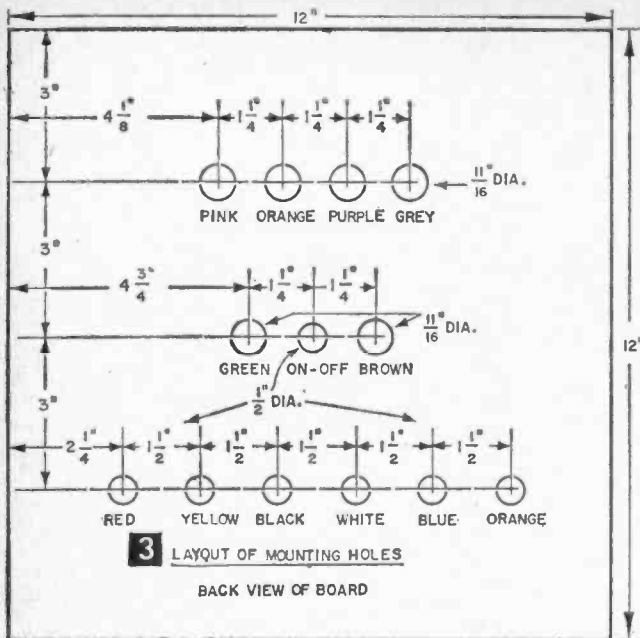 12"
3"
4 1/8"
1 1/4"
1 1/4"
1 1/4"
11/16" DIA.
PINK ORANGE PURPLE GREY
3"
4 3/4"
1 1/4"
1 1/4"
11/16" DIA.
12"
GREEN ON-OFF BROWN
3"
1/2" DIA.
2 1/4"
1 1/2"
1 1/2"
1 1/2"
1 1/2"
1 1/2"
RED YELLOW BLACK WHITE BLUE ORANGE
3 LAYOUT OF MOUNTING HOLES
BACK VIEW OF BOARD